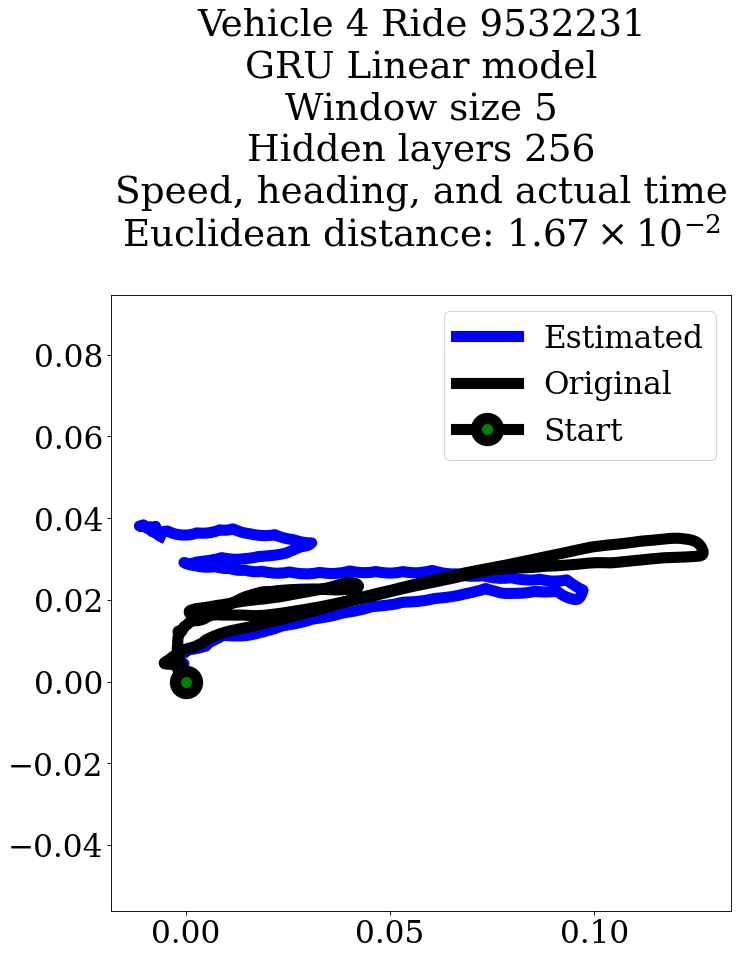 Vehicle 4 Ride 9532231
GRU Linear model
Window size 5
Hidden layers 256
Speed, heading, and actual time
Euclidean distance: 1.67 × 10⁻²
Estimated
Original
Start
0.08
0.06
0.04
0.02
0.00
−0.02
−0.04
0.00 0.05 0.10